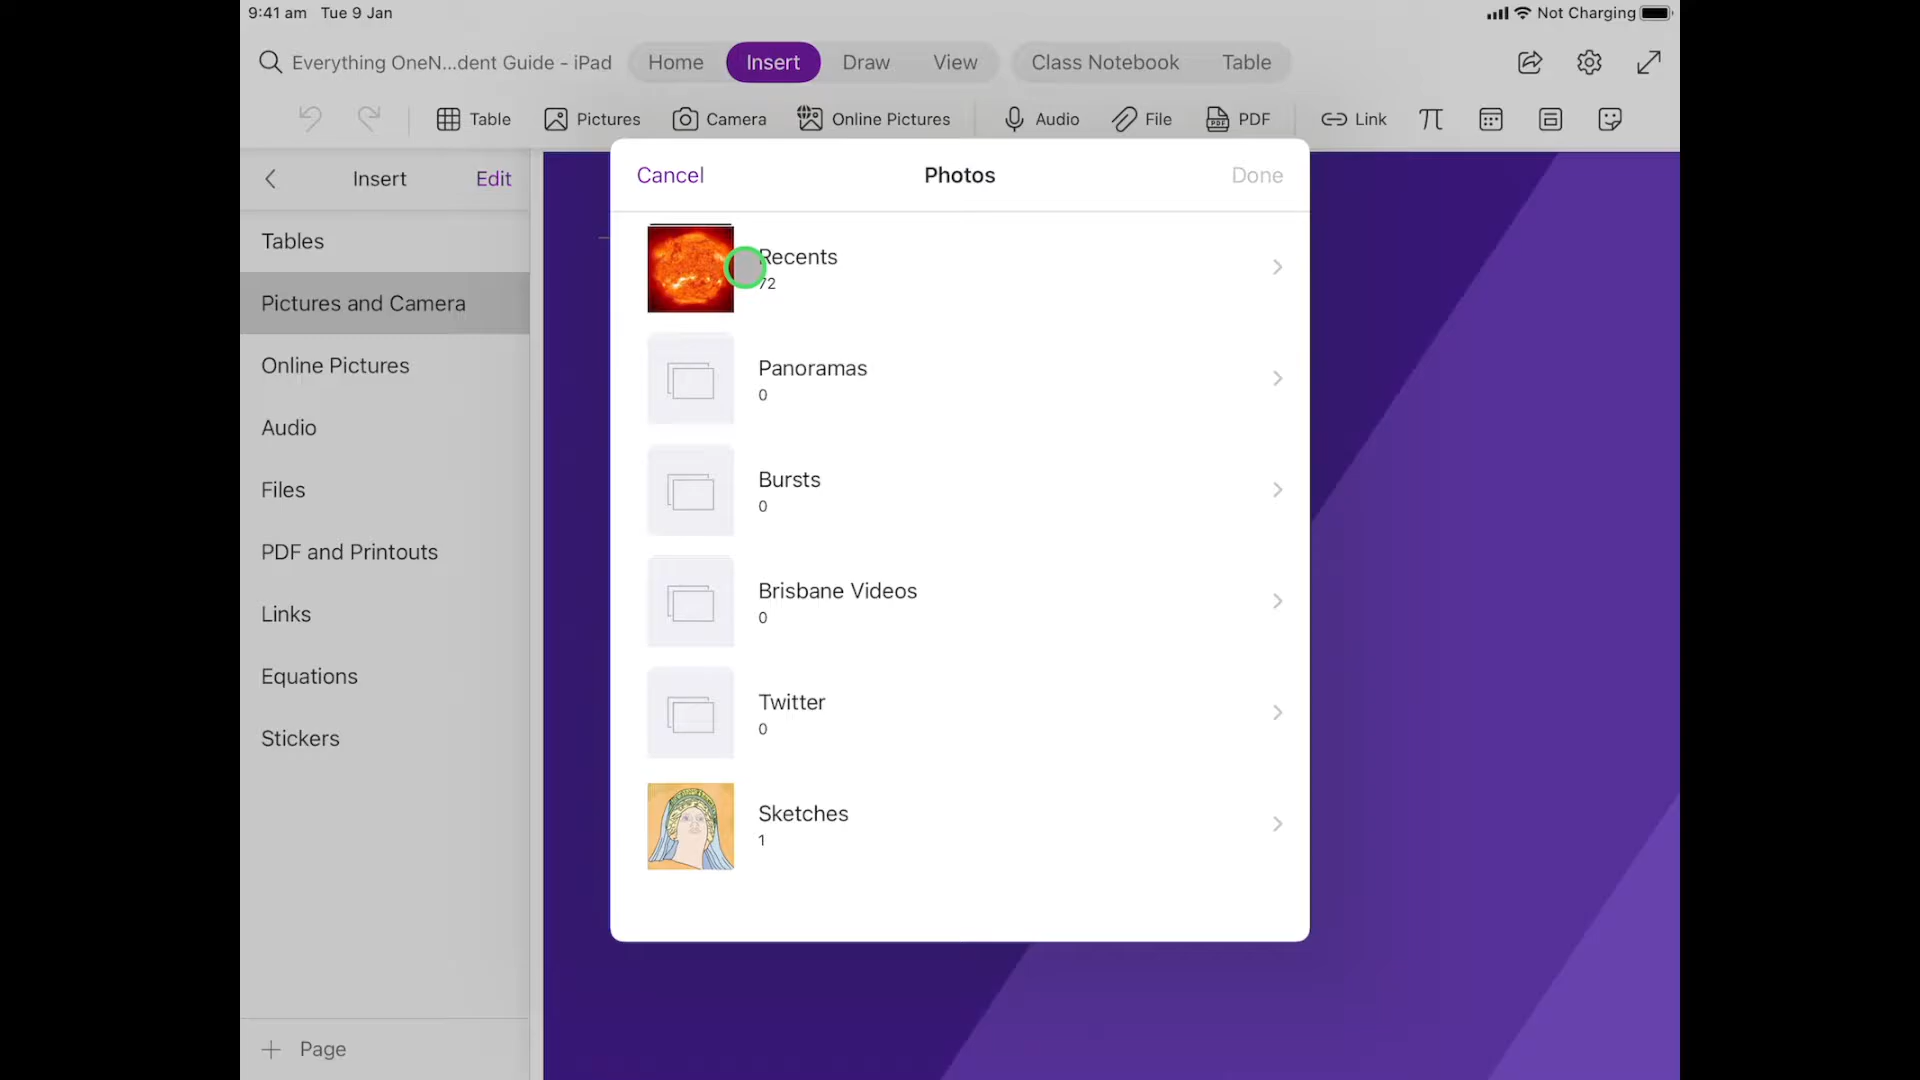 9:41 am Tue 9 Jan
Not Charging
Everything OneN...dent Guide - iPad
Home
Insert
Draw
View
Class Notebook
Table
Table
Pictures
Camera
Online Pictures
Audio
File
PDF
PDF
Link
Insert
Edit
Tables
Pictures and Camera
Online Pictures
Audio
Files
PDF and Printouts
Links
Equations
Stickers
Page
Cancel
Photos
Done
Recents
72
Panoramas
0
Bursts
0
Brisbane Videos
0
Twitter
0
Sketches
1